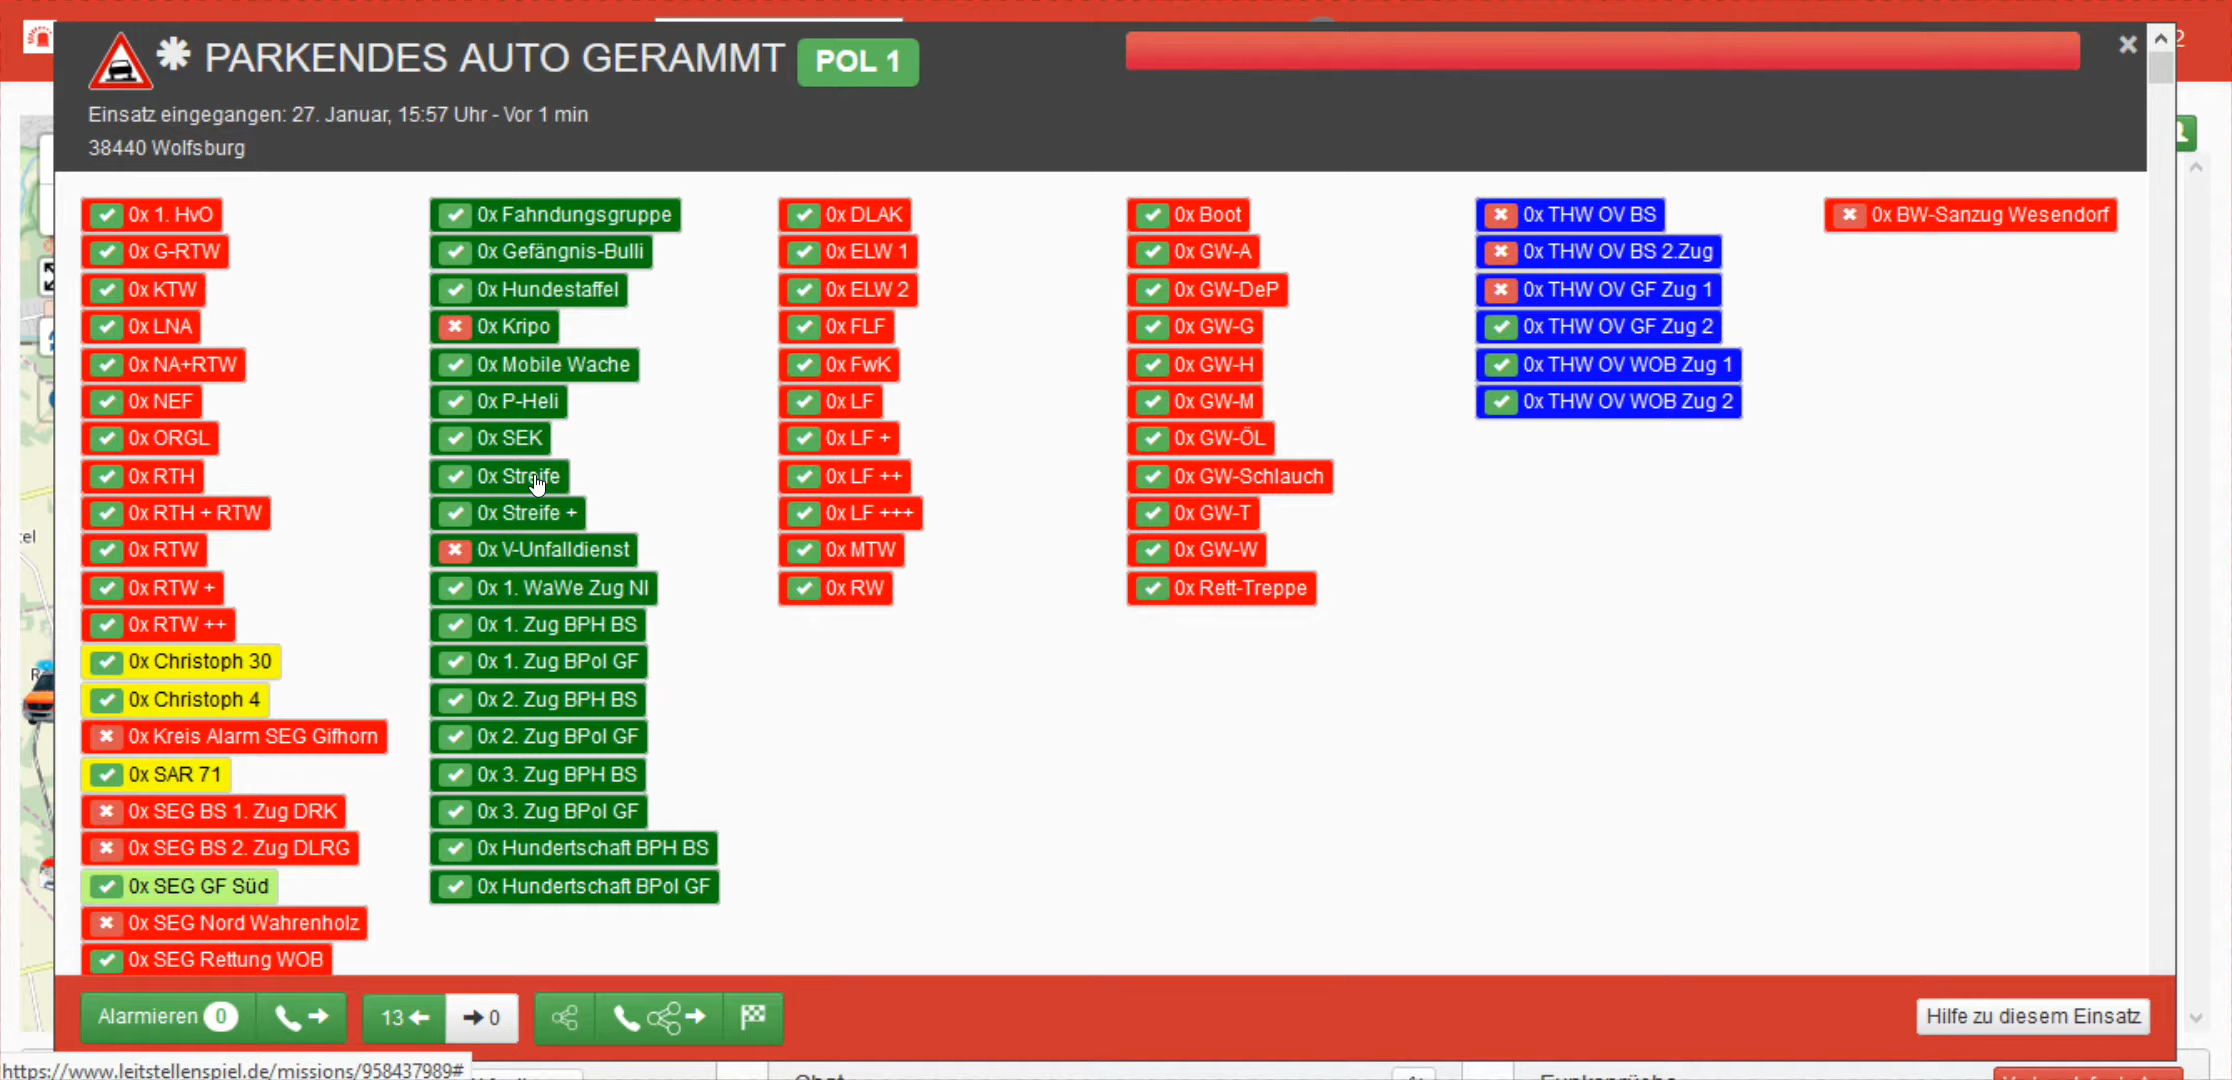 PARKENDES AUTO GERAMMT POL 1
Einsatz eingegangen: 27. Januar, 15:57 Uhr - Vor 1 min
38440 Wolfsburg
0x 1. HvO
0x G-RTW
0x KTW
0x LNA
0x NA+RTW
0x NEF
0x ORGL
0x RTH
0x RTH + RTW
0x RTW
0x RTW +
0x RTW ++
0x Christoph 30
0x Christoph 4
0x Kreis Alarm SEG Gifhorn
0x SAR 71
0x SEG BS 1. Zug DRK
0x SEG BS 2. Zug DLRG
0x SEG GF Süd
0x SEG Nord Wahrenholz
0x SEG Rettung WOB
0x Fahndungsgruppe
0x Gefängnis-Bulli
0x Hundestaffel
0x Kripo
0x Mobile Wache
0x P-Heli
0x SEK
0x Streife
0x Streife +
0x V-Unfalldienst
0x 1. WaWe Zug NI
0x 1. Zug BPH BS
0x 1. Zug BPol GF
0x 2. Zug BPH BS
0x 2. Zug BPol GF
0x 3. Zug BPH BS
0x 3. Zug BPol GF
0x Hundertschaft BPH BS
0x Hundertschaft BPol GF
0x DLAK
0x ELW 1
0x ELW 2
0x FLF
0x FwK
0x LF
0x LF +
0x LF ++
0x LF +++
0x MTW
0x RW
0x Boot
0x GW-A
0x GW-DeP
0x GW-G
0x GW-H
0x GW-M
0x GW-ÖL
0x GW-Schlauch
0x GW-T
0x GW-W
0x Rett-Treppe
0x THW OV BS
0x THW OV BS 2.Zug
0x THW OV GF Zug 1
0x THW OV GF Zug 2
0x THW OV WOB Zug 1
0x THW OV WOB Zug 2
0x BW-Sanzug Wesendorf
Alarmieren 0
13
0
Hilfe zu diesem Einsatz
https://www.leitstellenspiel.de/missions/958437989#